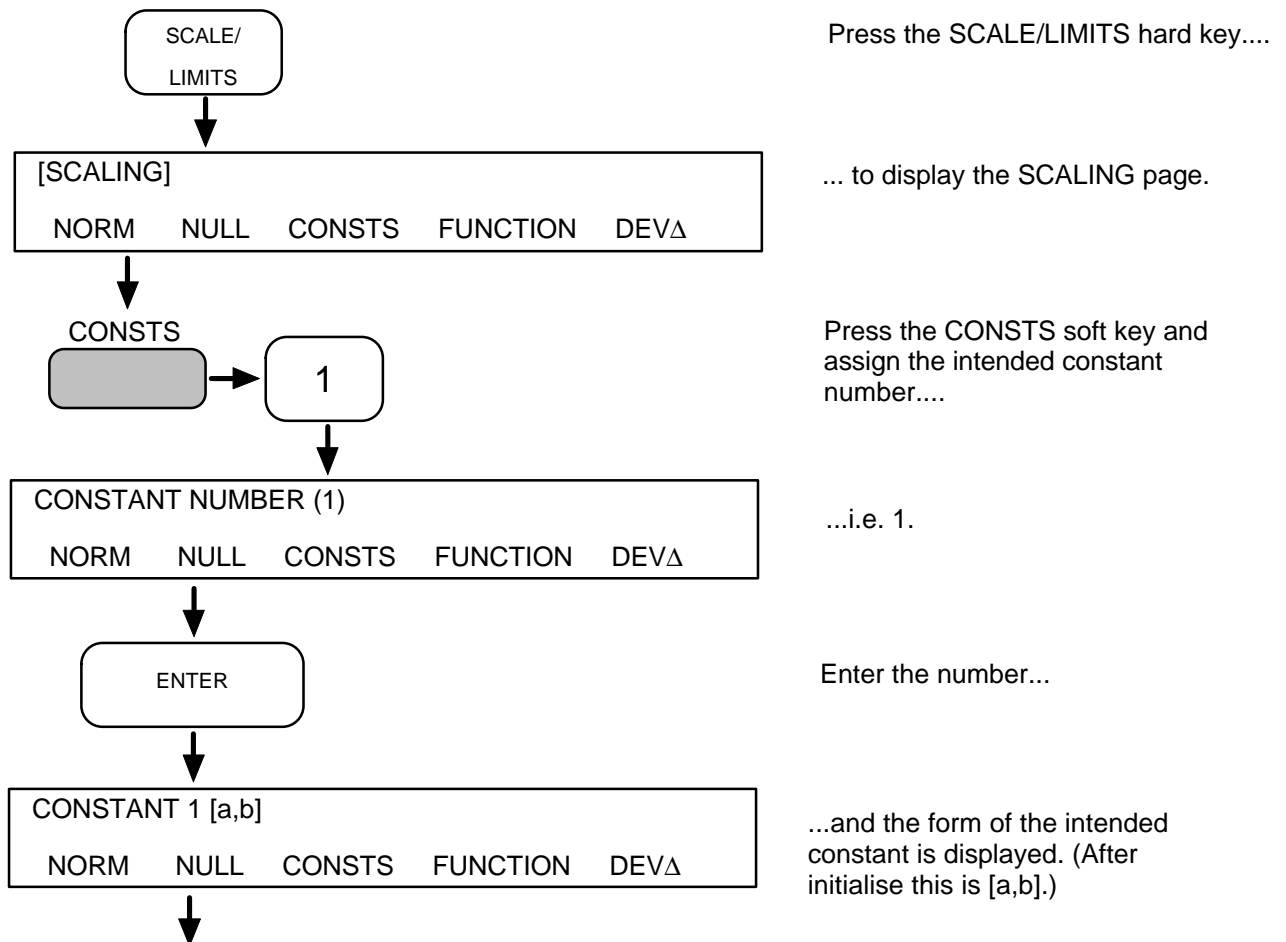 SCALE/
LIMITS
Press the SCALE/LIMITS hard key....
[SCALING]
NORM NULL CONSTS FUNCTION DEV∆
... to display the SCALING page.
CONSTS
1
Press the CONSTS soft key and
assign the intended constant
number....
CONSTANT NUMBER (1)
NORM NULL CONSTS FUNCTION DEV∆
...i.e. 1.
ENTER
Enter the number...
CONSTANT 1 [a,b]
NORM NULL CONSTS FUNCTION DEV∆
...and the form of the intended
constant is displayed. (After
initialise this is [a,b].)